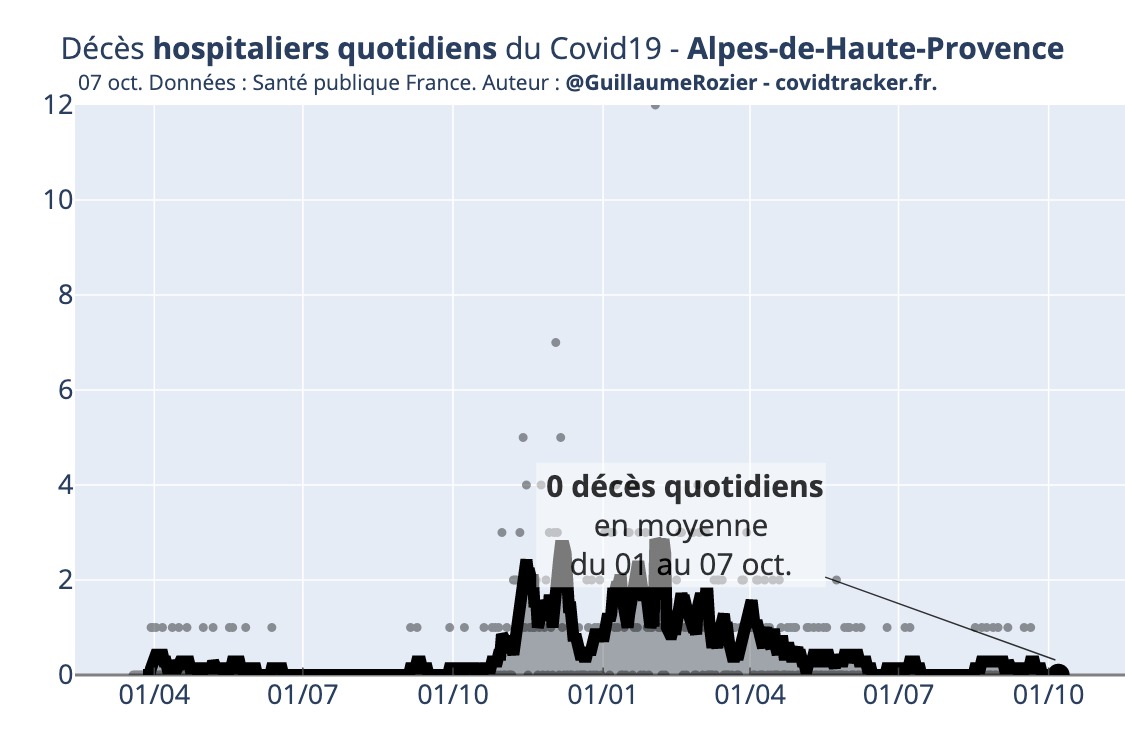 Décès hospitaliers quotidiens du Covid19 - Alpes-de-Haute-Provence
07 oct. Données : Santé publique France. Auteur : @GuillaumeRozier - covidtracker.fr.
12
10
8
6
4
2
0
0 décès quotidiens
en moyenne
du 01 au 07 oct.
01/04
01/07
01/10
01/01
01/04
01/07
01/10